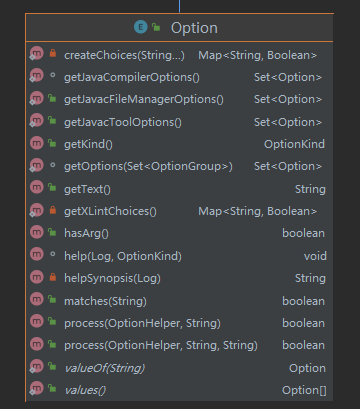 E Option
m createChoices(String...) Map<String, Boolean>
m getJavaCompilerOptions() Set<Option>
m getJavacFileManagerOptions() Set<Option>
m getJavacToolOptions() Set<Option>
m getKind() OptionKind
m getOptions(Set<OptionGroup>) Set<Option>
m getText() String
m getXLintChoices() Map<String, Boolean>
m hasArg() boolean
m help(Log, OptionKind) void
m helpSynopsis(Log) String
m matches(String) boolean
m process(OptionHelper, String) boolean
m process(OptionHelper, String, String) boolean
m valueOf(String) Option
m values() Option[]